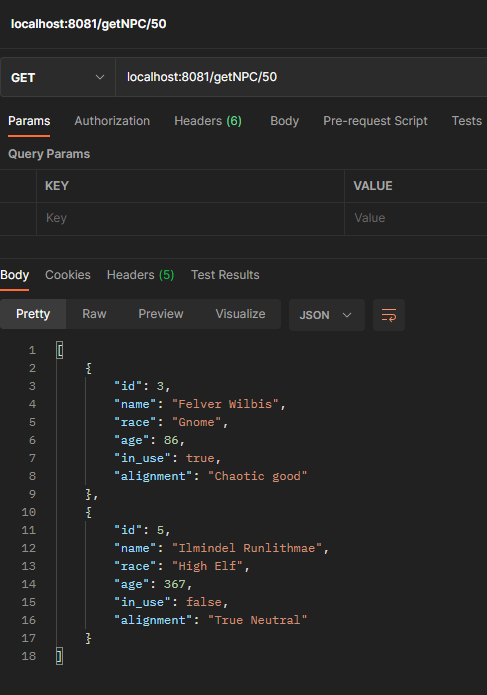 localhost:8081/getNPC/50
GET localhost:8081/getNPC/50
Params Authorization Headers (6) Body Pre-request Script Tests
Query Params
KEY VALUE
Key Value
Body Cookies Headers (5) Test Results
Pretty Raw Preview Visualize JSON
1 [
2 {
3 "id": 3,
4 "name": "Felver Wilbis",
5 "race": "Gnome",
6 "age": 86,
7 "in_use": true,
8 "alignment": "Chaotic good"
9 },
10 {
11 "id": 5,
12 "name": "Ilmindel Runlithmae",
13 "race": "High Elf",
14 "age": 367,
15 "in_use": false,
16 "alignment": "True Neutral"
17 }
18 ]